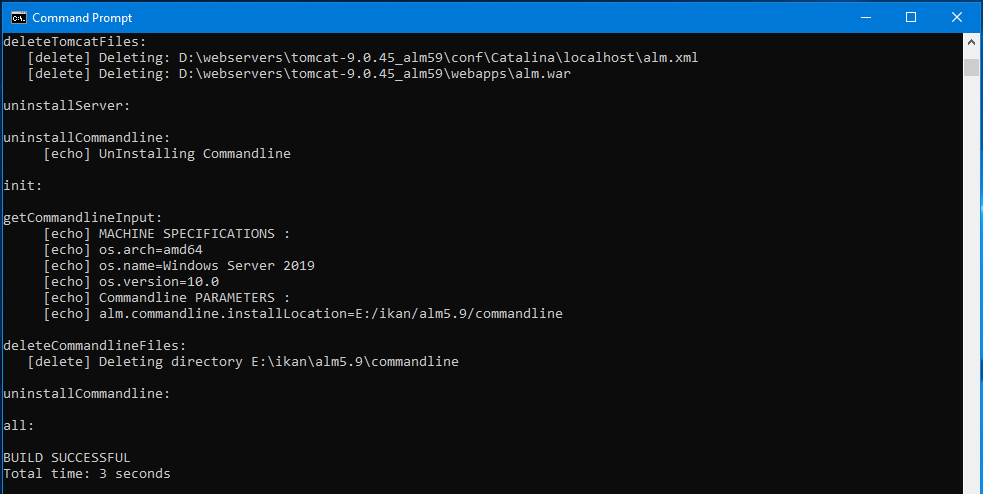 Command Prompt
deleteTomcatFiles:
[delete] Deleting: D:\webservers\tomcat-9.0.45_alm59\conf\Catalina\localhost\alm.xml
[delete] Deleting: D:\webservers\tomcat-9.0.45_alm59\webapps\alm.war
uninstallServer:
uninstallCommandline:
[echo] UnInstalling Commandline
init:
getCommandlineInput:
[echo] MACHINE SPECIFICATIONS :
[echo] os.arch=amd64
[echo] os.name=Windows Server 2019
[echo] os.version=10.0
[echo] Commandline PARAMETERS :
[echo] alm.commandline.installLocation=E:/ikan/alm5.9/commandline
deleteCommandlineFiles:
[delete] Deleting directory E:\ikan\alm5.9\commandline
uninstallCommandline:
all:
BUILD SUCCESSFUL
Total time: 3 seconds